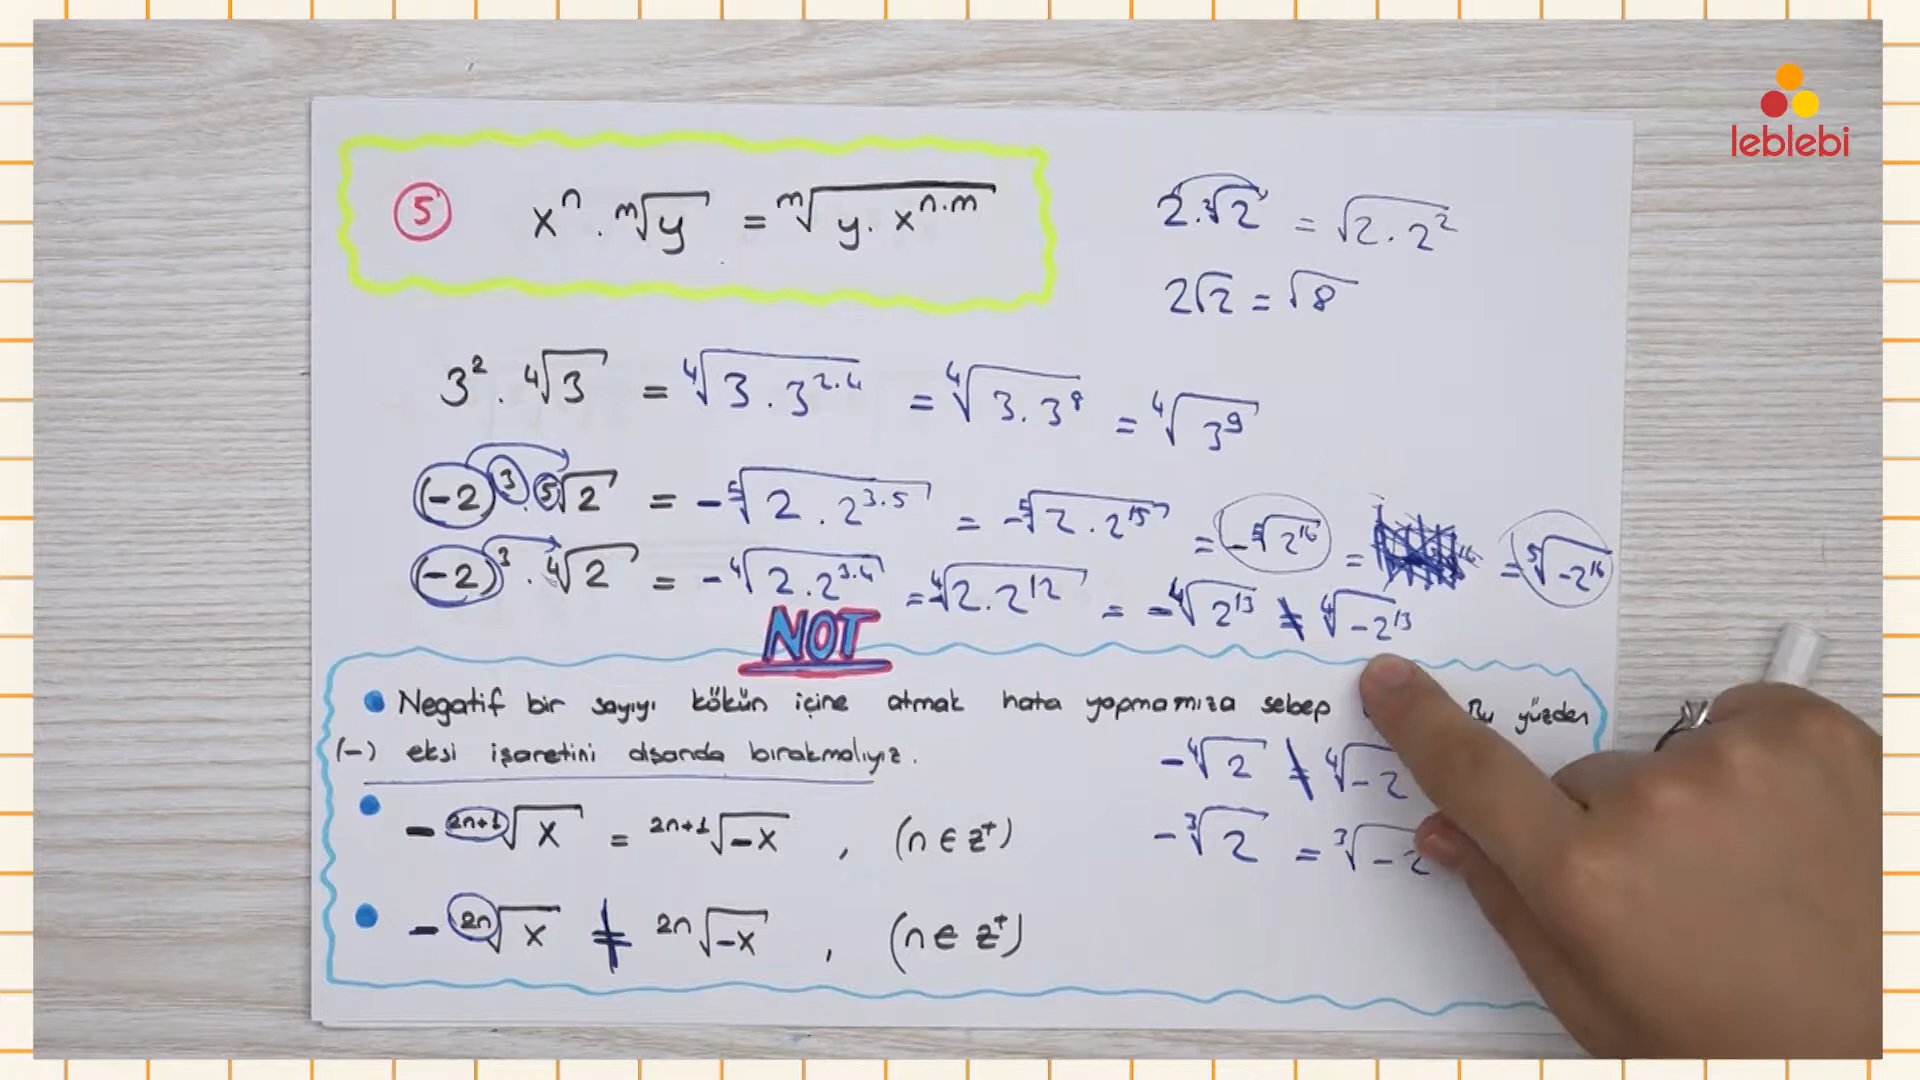 leblebi
5 xⁿ . ᵐ√y = ᵐ√(y. xⁿ·ᵐ)
2.²√2 = √(2.2²)
2√2 = √8
3² . ⁴√3 = ⁴√(3.3²·⁴) = ⁴√(3.3⁸) = ⁴√3⁹
(-2)³ . ⁵√2 = -⁵√(2.2³·⁵) = -⁵√(2.2¹⁵) = -⁵√2¹⁶ = = ⁵√-2¹⁶
(-2)³ . ⁴√2 = -⁴√(2.2³·⁴) = -⁴√(2.2¹²) = -⁴√2¹³ ≠ ⁴√-2¹³
NOT
• Negatif bir sayıyı kökün içine atmak hata yapmamıza sebep Bu yüzden
(-) eksi işaretini dışarıda bırakmalıyız.
-⁴√2 ≠ ⁴√-2
• -²ⁿ⁺¹√x = ²ⁿ⁺¹√-x , (n ∈ z⁺)
-³√2 = ³√-2
• -²ⁿ√x ≠ ²ⁿ√-x , (n ∈ z⁺)